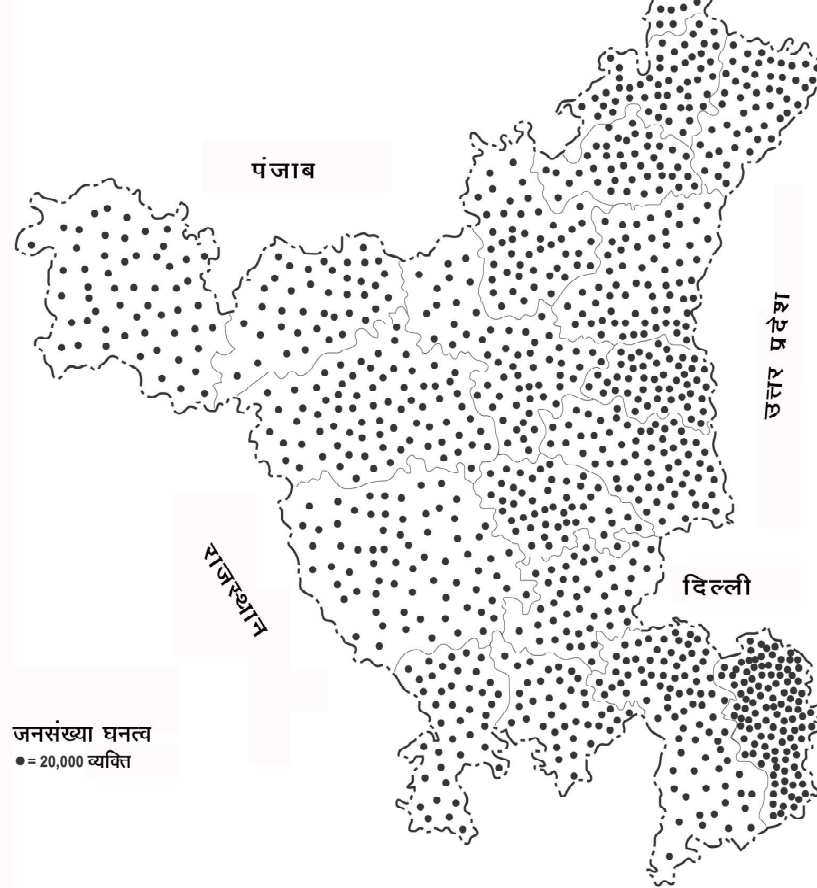 पंजाब
उत्तर प्रदेश
राजस्थान
दिल्ली
जनसंख्या घनत्व
●= 20,000 व्यक्ति